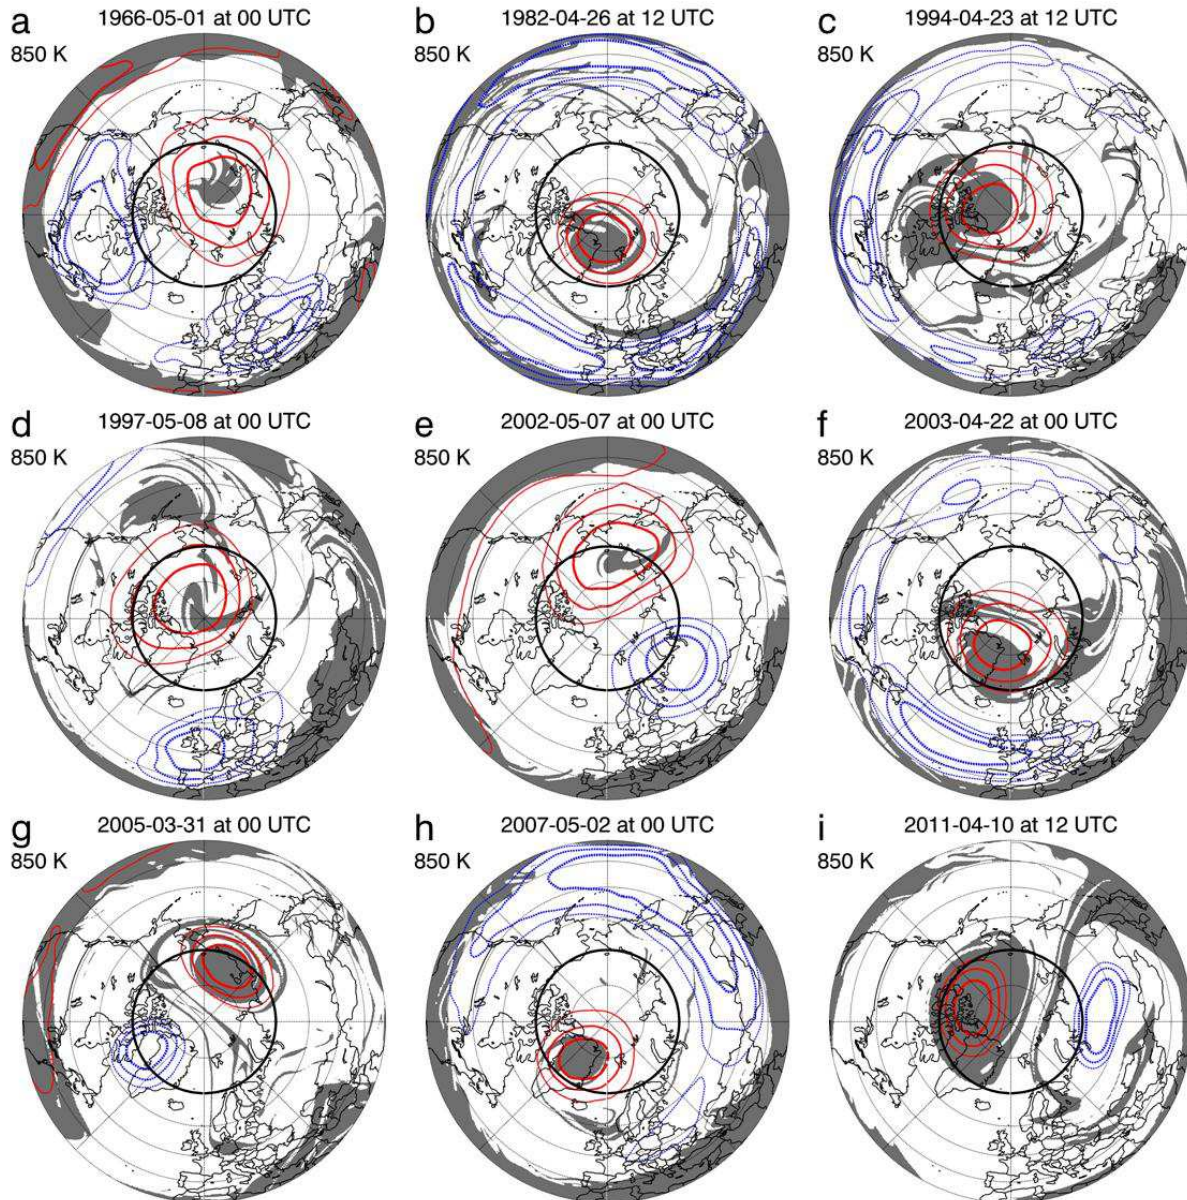 a 1966-05-01 at 00 UTC
850 K
b 1982-04-26 at 12 UTC
850 K
c 1994-04-23 at 12 UTC
850 K
d 1997-05-08 at 00 UTC
850 K
e 2002-05-07 at 00 UTC
850 K
f 2003-04-22 at 00 UTC
850 K
g 2005-03-31 at 00 UTC
850 K
h 2007-05-02 at 00 UTC
850 K
i 2011-04-10 at 12 UTC
850 K